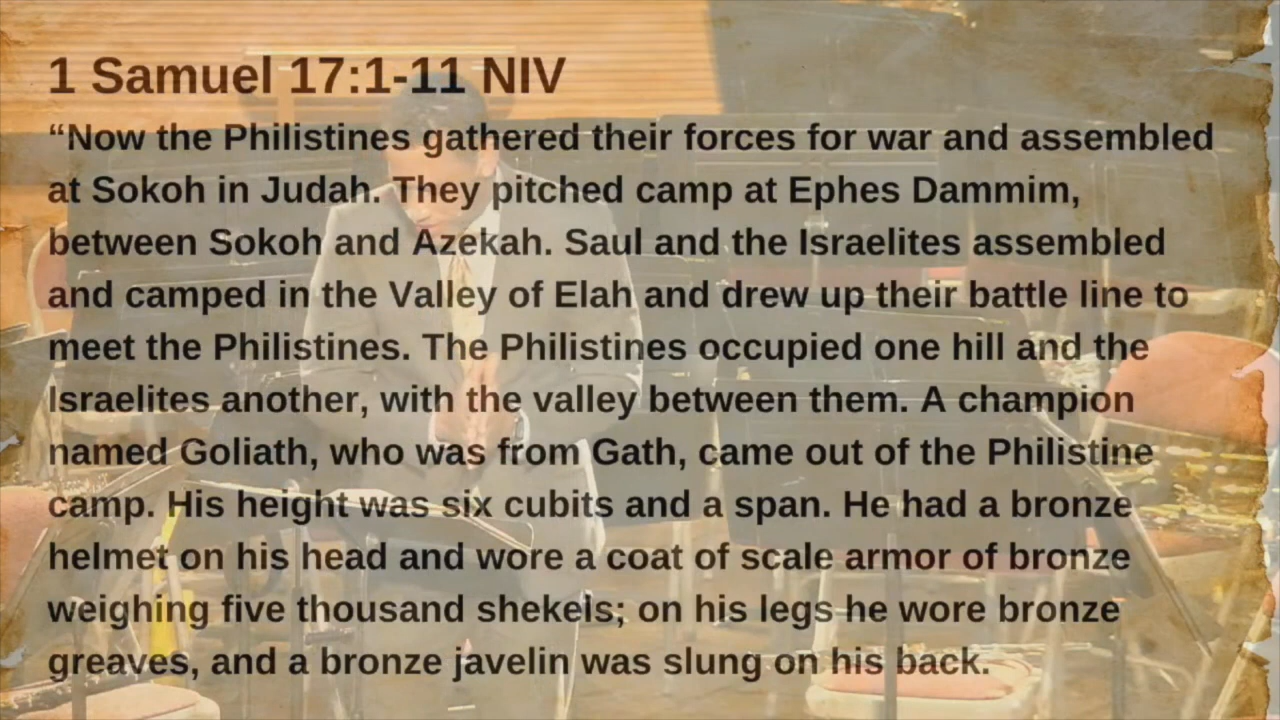 1 Samuel 17:1-11 NIV
“Now the Philistines gathered their forces for war and assembled
at Sokoh in Judah. They pitched camp at Ephes Dammim,
between Sokoh and Azekah. Saul and the Israelites assembled
and camped in the Valley of Elah and drew up their battle line to
meet the Philistines. The Philistines occupied one hill and the
Israelites another, with the valley between them. A champion
named Goliath, who was from Gath, came out of the Philistine
camp. His height was six cubits and a span. He had a bronze
helmet on his head and wore a coat of scale armor of bronze
weighing five thousand shekels; on his legs he wore bronze
greaves, and a bronze javelin was slung on his back.